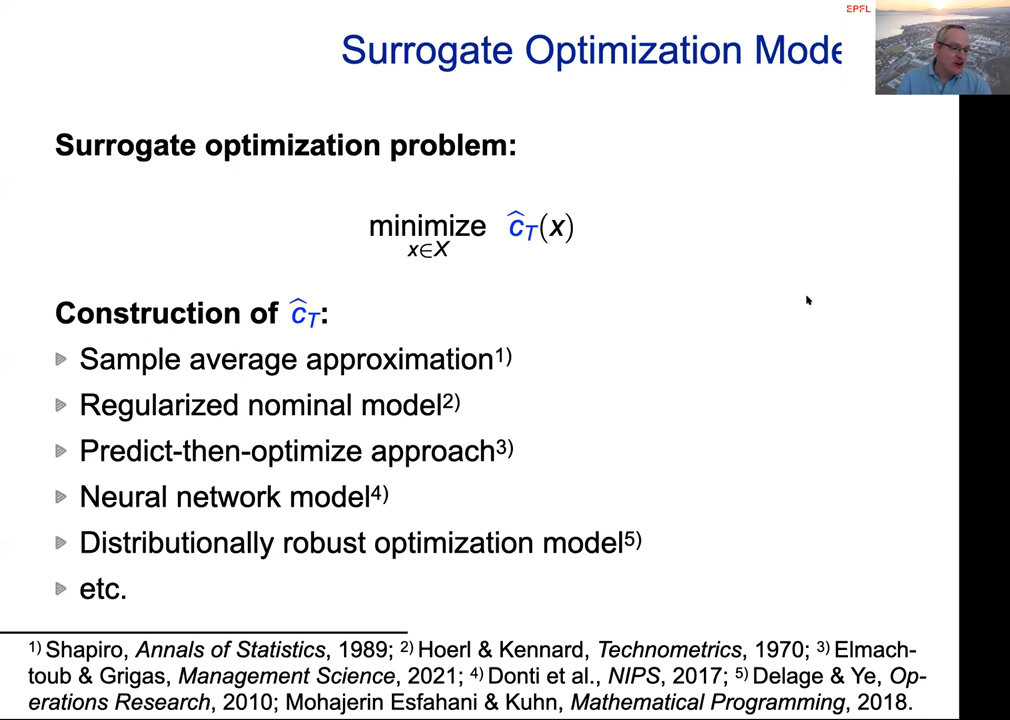 EPFL
Surrogate Optimization Mode
Surrogate optimization problem:
minimize ĉ_T(x)
x∈X
Construction of ĉ_T:
Sample average approximation¹⁾
Regularized nominal model²⁾
Predict-then-optimize approach³⁾
Neural network model⁴⁾
Distributionally robust optimization model⁵⁾
etc.
¹⁾ Shapiro, Annals of Statistics, 1989; ²⁾ Hoerl & Kennard, Technometrics, 1970; ³⁾ Elmach-
toub & Grigas, Management Science, 2021; ⁴⁾ Donti et al., NIPS, 2017; ⁵⁾ Delage & Ye, Op-
erations Research, 2010; Mohajerin Esfahani & Kuhn, Mathematical Programming, 2018.